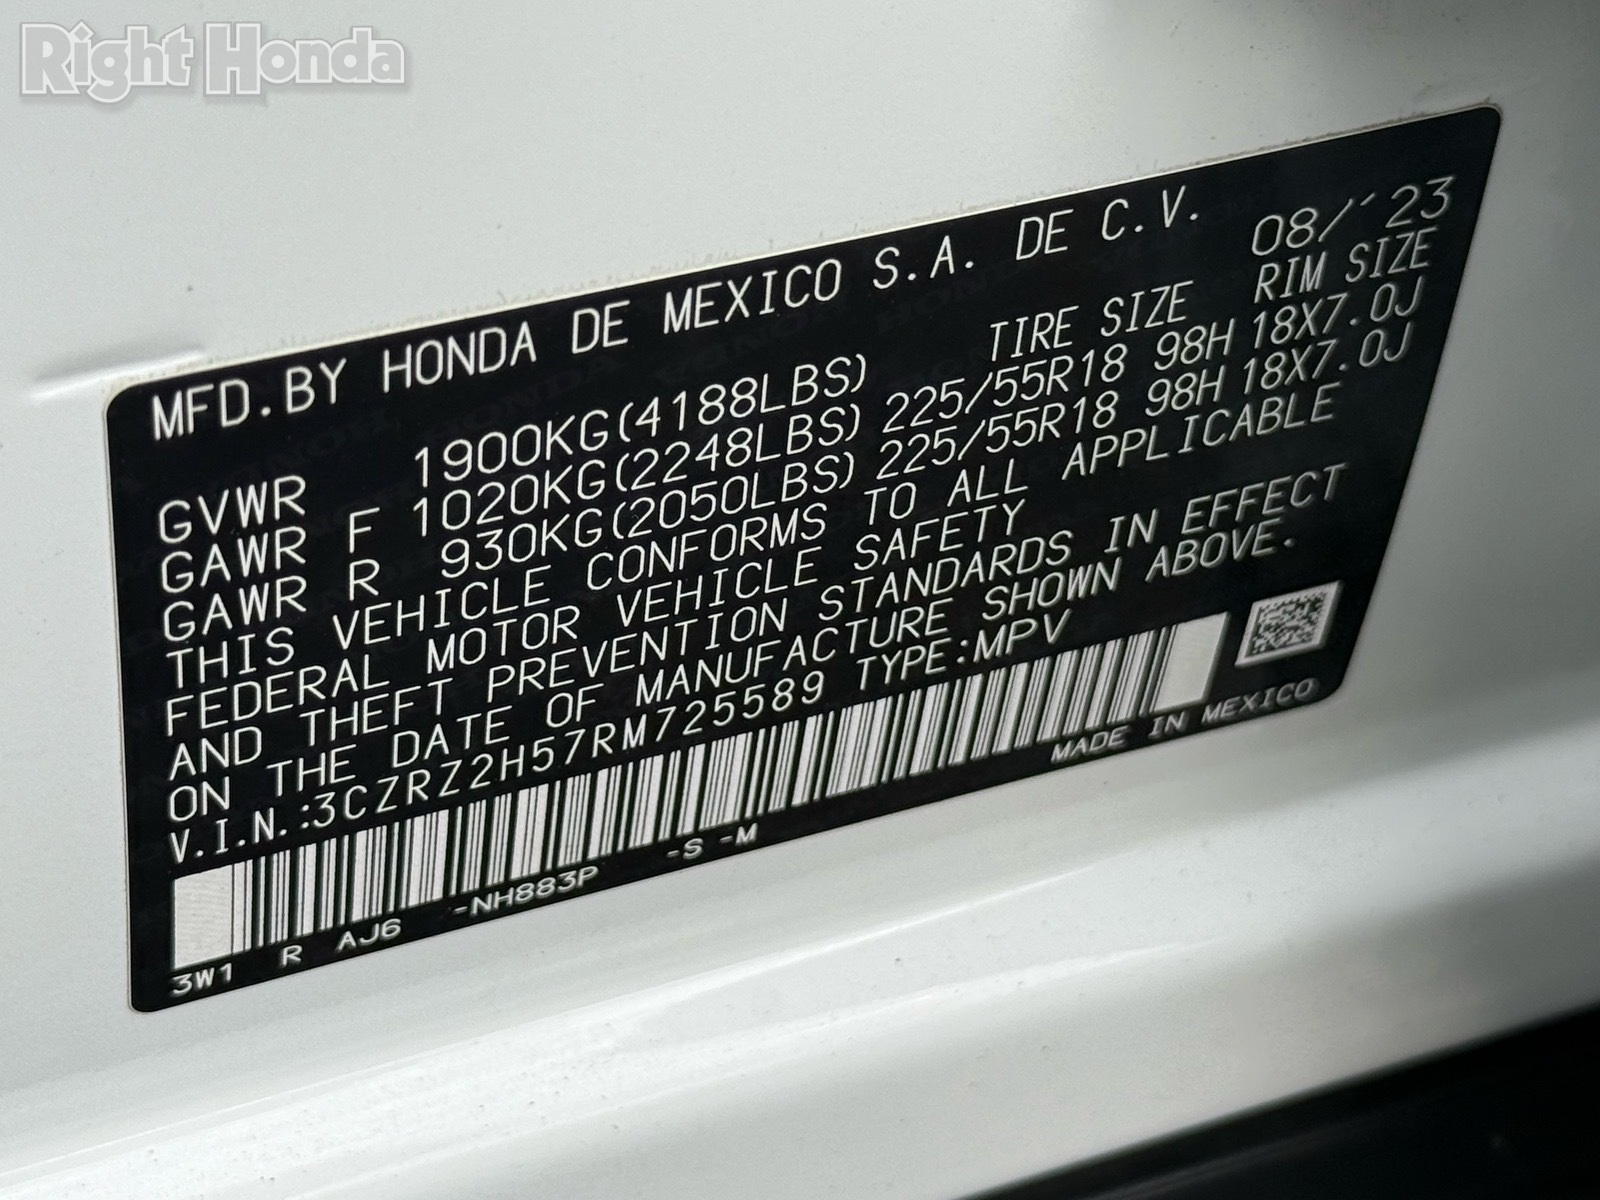 Right Honda
MFD.BY HONDA DE MEXICO S.A. DE C.V. 08/'23
GVWR 1900KG(4188LBS) TIRE SIZE RIM SIZE
GAWR F 1020KG(2248LBS) 225/55R18 98H 18X7.0J
GAWR R 930KG(2050LBS) 225/55R18 98H 18X7.0J
THIS VEHICLE CONFORMS TO ALL APPLICABLE
FEDERAL MOTOR VEHICLE SAFETY
AND THEFT PREVENTION STANDARDS IN EFFECT
ON THE DATE OF MANUFACTURE SHOWN ABOVE.
V.I.N.:3CZRZ2H57RM725589 TYPE:MPV
MADE IN MEXICO
3W1 R AJ6 -NH883P -S -M